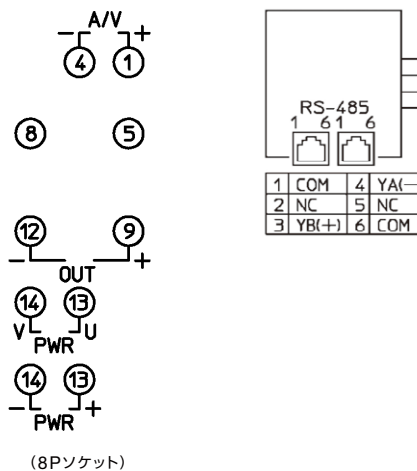 A/V
- +
4 1
8 5
12 9
- OUT +
14 13
V PWR U
14 13
- PWR +
(8Pソケット)
RS-485
1 6 1 6
1 COM 4 YA(-
2 NC 5 NC
3 YB(+) 6 COM